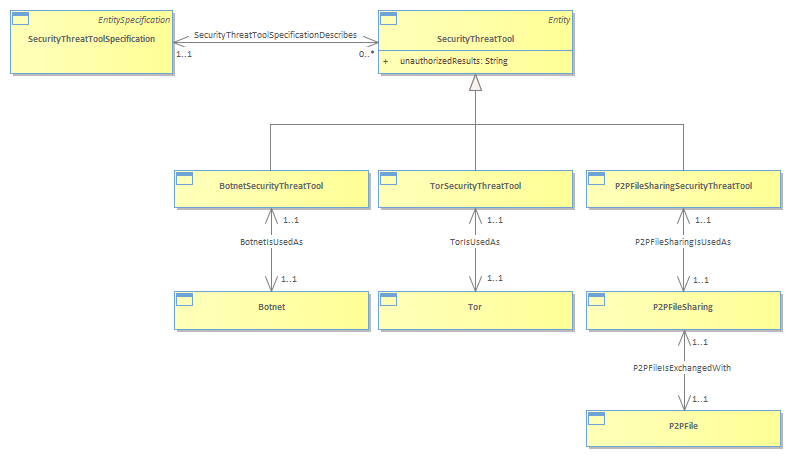 EntitySpecification
SecurityThreatToolSpecification
SecurityThreatToolSpecificationDescribes
1..1
0..*
Entity
SecurityThreatTool
+ unauthorizedResults: String
BotnetSecurityThreatTool
TorSecurityThreatTool
P2PFileSharingSecurityThreatTool
1..1
1..1
1..1
BotnetIsUsedAs
TorIsUsedAs
P2PFileSharingIsUsedAs
1..1
1..1
1..1
Botnet
Tor
P2PFileSharing
1..1
P2PFileIsExchangedWith
1..1
P2PFile